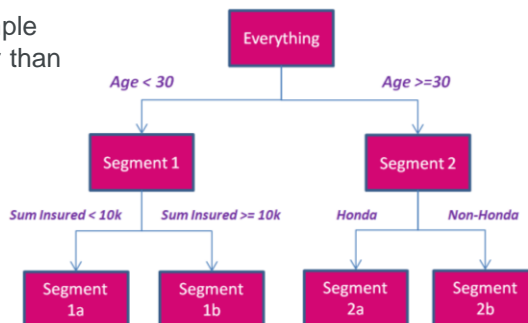 than
Everything
Age < 30 Age >=30
Segment 1 Segment 2
Sum Insured < 10k Sum Insured >= 10k Honda Non-Honda
Segment 1a
Segment 1b
Segment 2a
Segment 2b